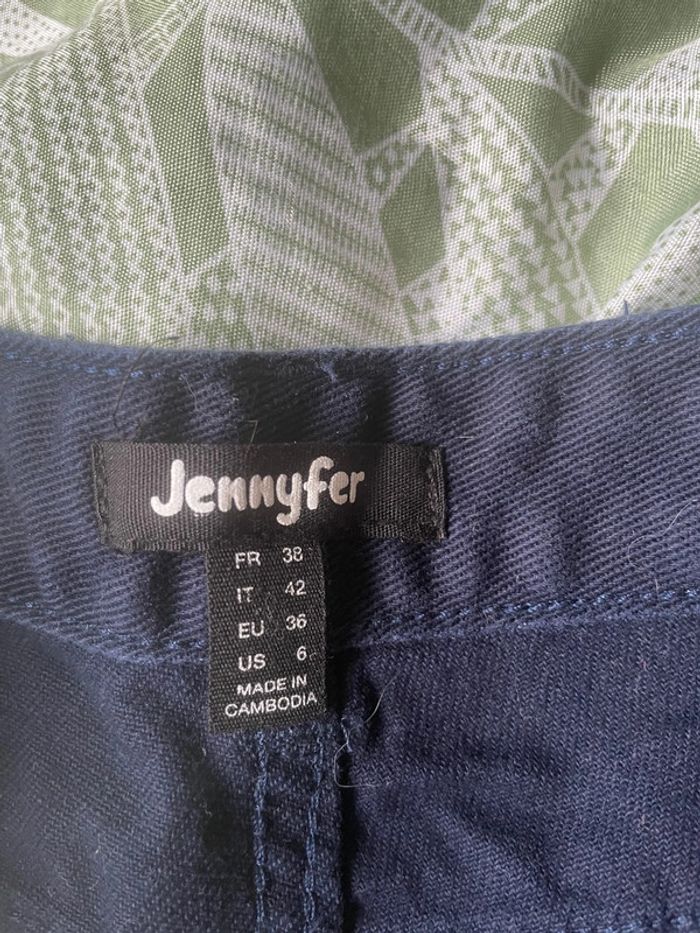 Jennyfer
FR 38
IT 42
EU 36
US 6
MADE IN
CAMBODIA